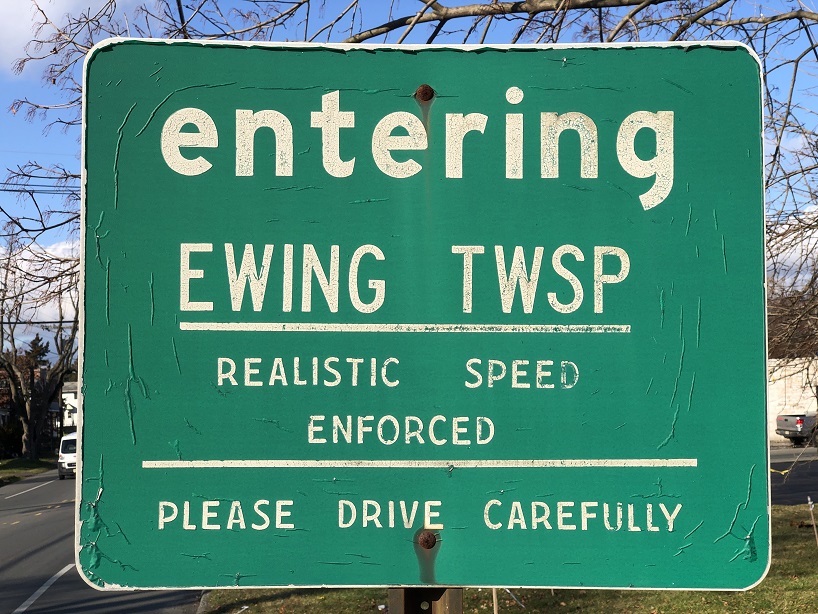 entering
EWING TWSP
REALISTIC SPEED
ENFORCED
PLEASE DRIVE CAREFULLY